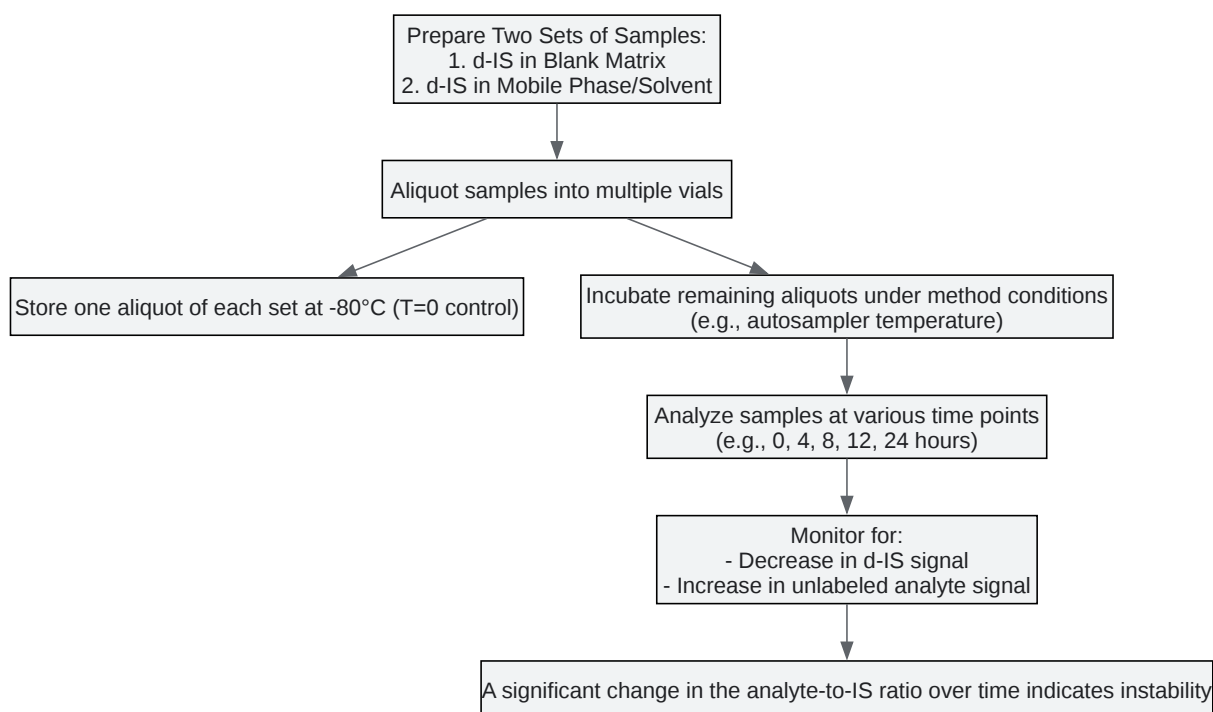 Prepare Two Sets of Samples:
1. d-IS in Blank Matrix
2. d-IS in Mobile Phase/Solvent
Aliquot samples into multiple vials
Store one aliquot of each set at -80°C (T=0 control)
Incubate remaining aliquots under method conditions
(e.g., autosampler temperature)
Analyze samples at various time points
(e.g., 0, 4, 8, 12, 24 hours)
Monitor for:
- Decrease in d-IS signal
- Increase in unlabeled analyte signal
A significant change in the analyte-to-IS ratio over time indicates instability